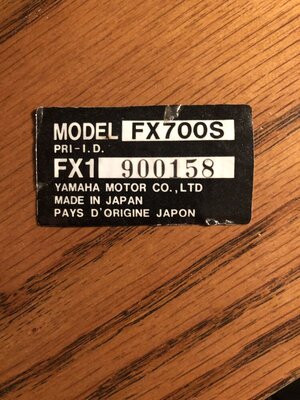 MODEL FX700S
PRI-I.D.
FX1 900158
YAMAHA MOTOR CO.,LTD
MADE IN JAPAN
PAYS D'ORIGINE JAPON